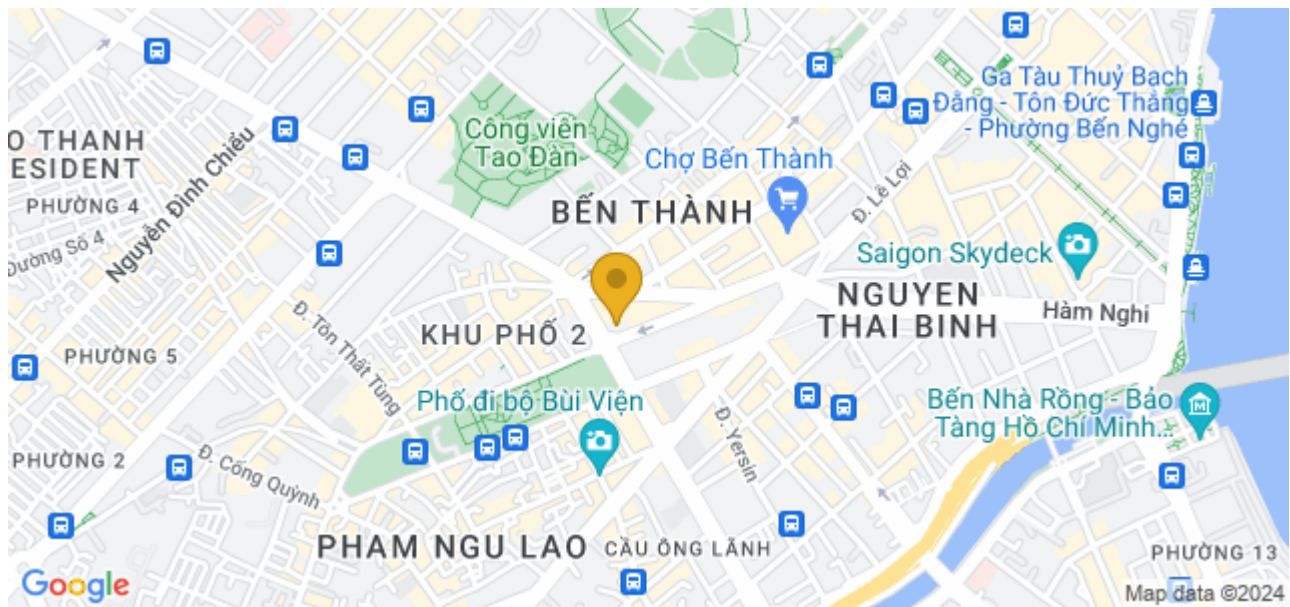 Ga Tàu Thuỷ Bạch
Đằng - Tôn Đức Thắng
- Phường Bến Nghé
Công viên
Tao Đàn
O THANH
ESIDENT
Nguyễn Đình Chiểu
Chợ Bến Thành
PHƯỜNG 4
BẾN THÀNH
Đ. Lê Lợi
Đường Số 4
Saigon Skydeck
NGUYEN
THAI BINH
Hàm Nghi
KHU PHỐ 2
PHƯỜNG 5
Đ. Tôn Thất Tùng
Phố đi bộ Bùi Viện
Bến Nhà Rồng - Bảo
Tàng Hồ Chí Minh...
Đ. Yersin
PHƯỜNG 2
Đ. Cống Quỳnh
PHAM NGU LAO
CẦU ÔNG LÃNH
PHƯỜNG 13
Google
Map data ©2024